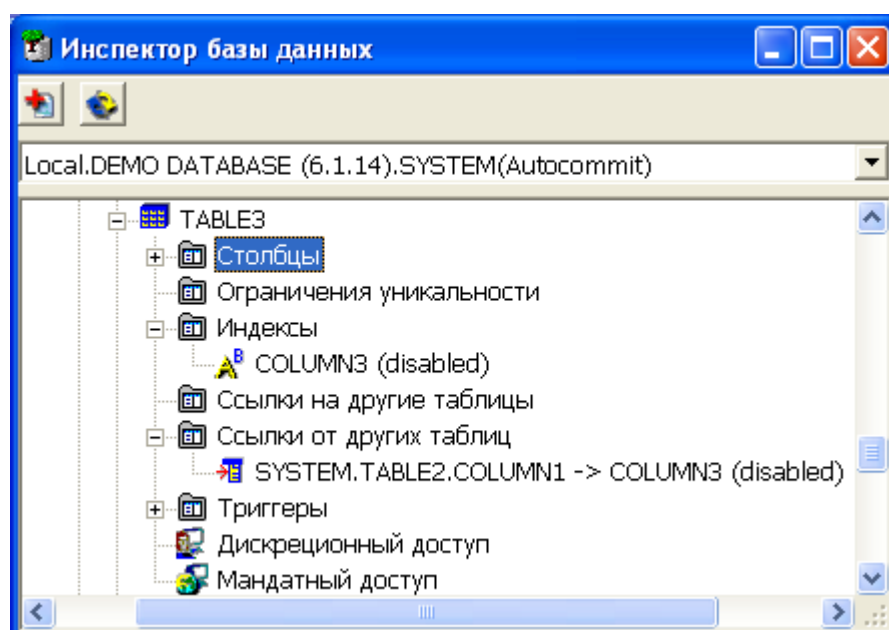 Инспектор базы данных
Local.DEMO DATABASE (6.1.14).SYSTEM(Autocommit)
TABLE3
Столбцы
Ограничения уникальности
Индексы
COLUMN3 (disabled)
Ссылки на другие таблицы
Ссылки от других таблиц
SYSTEM.TABLE2.COLUMN1 -> COLUMN3 (disabled)
Триггеры
Дискреционный доступ
Мандатный доступ